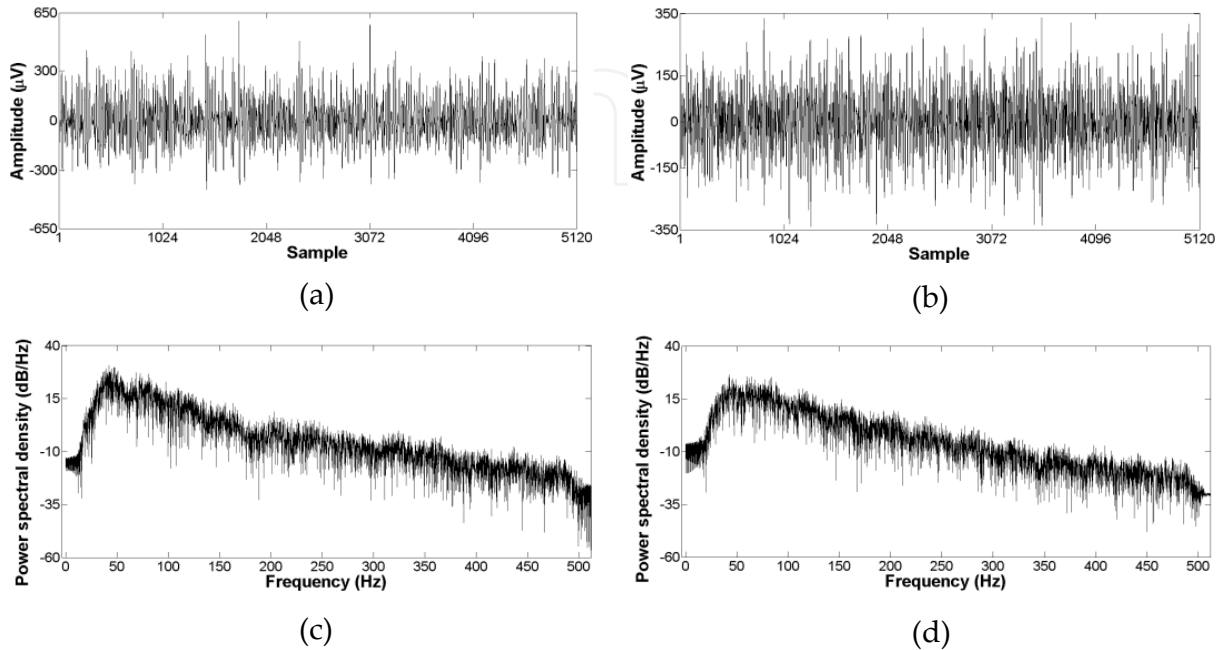 650
300
0
-300
-650
Amplitude (µV)
1 1024 2048 3072 4096 5120
Sample
(a)
350
150
0
-150
-350
Amplitude (µV)
1 1024 2048 3072 4096 5120
Sample
(b)
40
15
-10
-35
-60
Power spectral density (dB/Hz)
0 50 100 150 200 250 300 350 400 450 500
Frequency (Hz)
(c)
40
15
-10
-35
-60
Power spectral density (dB/Hz)
0 50 100 150 200 250 300 350 400 450 500
Frequency (Hz)
(d)